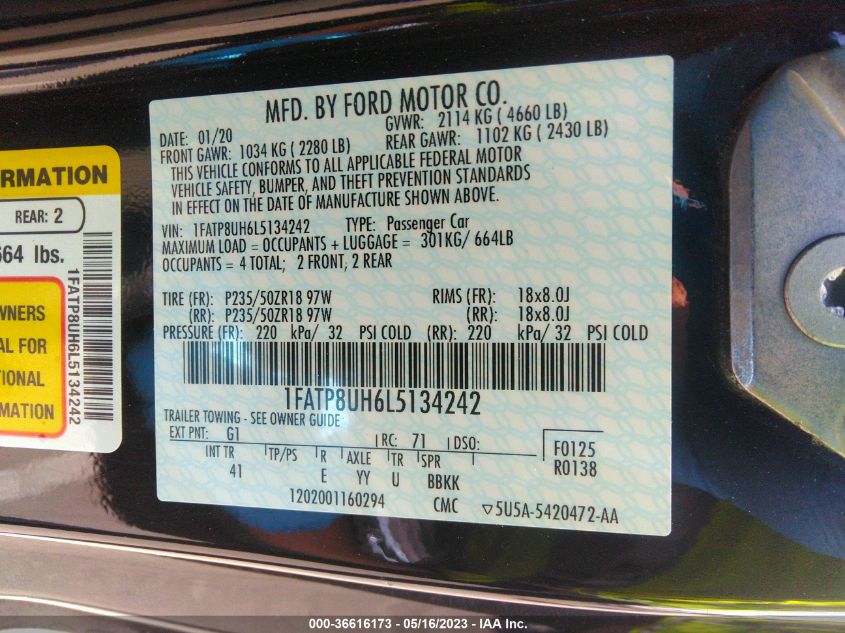 MFD. BY FORD MOTOR CO.
DATE: 01/20 GVWR: 2114 KG ( 4660 LB)
FRONT GAWR: 1034 KG ( 2280 LB) REAR GAWR: 1102 KG ( 2430 LB)
THIS VEHICLE CONFORMS TO ALL APPLICABLE FEDERAL MOTOR
VEHICLE SAFETY, BUMPER, AND THEFT PREVENTION STANDARDS
IN EFFECT ON THE DATE OF MANUFACTURE SHOWN ABOVE.
VIN: 1FATP8UH6L5134242 TYPE: Passenger Car
MAXIMUM LOAD = OCCUPANTS + LUGGAGE = 301KG/ 664LB
OCCUPANTS = 4 TOTAL; 2 FRONT, 2 REAR
TIRE (FR): P235/50ZR18 97W RIMS (FR): 18x8.0J
(RR): P235/50ZR18 97W (RR): 18x8.0J
PRESSURE (FR): 220 kPa/ 32 PSI COLD (RR): 220 kPa/ 32 PSI COLD
1FATP8UH6L5134242
TRAILER TOWING - SEE OWNER GUIDE
EXT PNT: G1 RC: 71 DSO: F0125
INT TR TP/PS R AXLE TR SPR R0138
41 E YY U BBKK
1202001160294 CMC ▽5U5A-5420472-AA
RMATION
REAR: 2
664 lbs.
WNERS
AL FOR
TIONAL
RMATION
1FATP8UH6L5134242
000-36616173 - 05/16/2023 - IAA Inc.